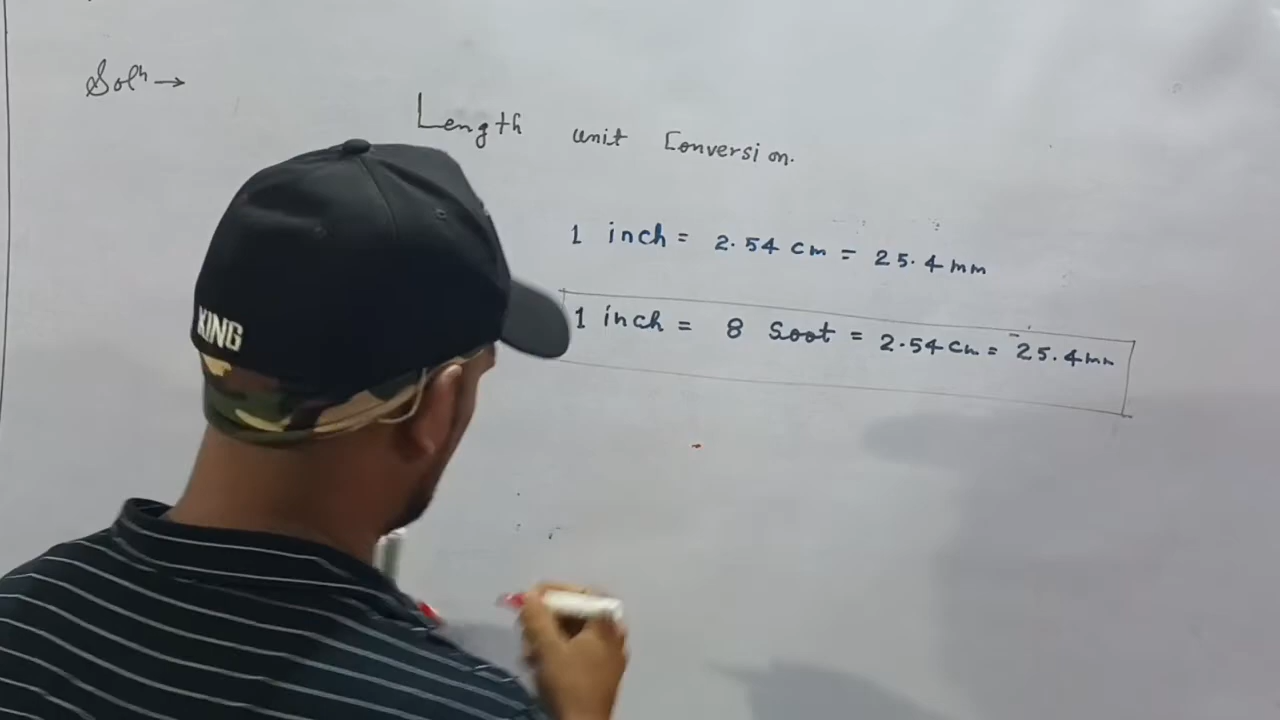 Solⁿ →
Length unit Conversion.
1 inch = 2.54 cm = 25.4 mm
1 inch = 8 Soot = 2.54 cm = 25.4 mm
KING